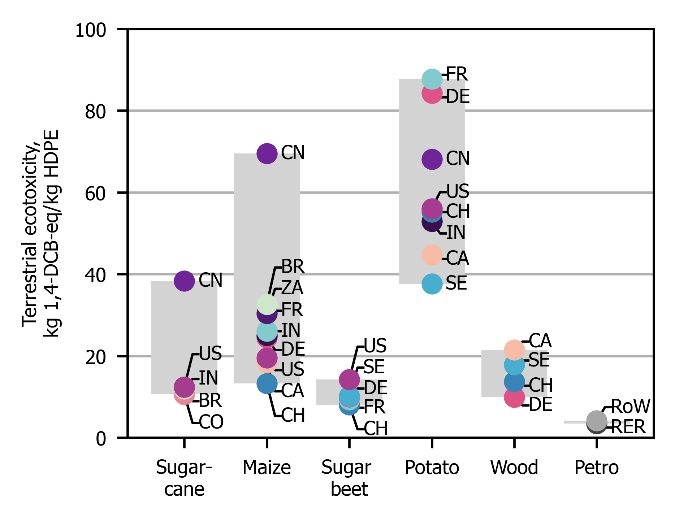 100
80
60
40
20
0
Terrestrial ecotoxicity,
kg 1,4-DCB-eq/kg HDPE
CN
US
IN
BR
CO
CN
BR
ZA
FR
IN
DE
US
CA
CH
US
SE
DE
FR
CH
FR
DE
CN
US
CH
IN
CA
SE
CA
SE
CH
DE
RoW
RER
Sugar-
cane
Maize
Sugar
beet
Potato
Wood
Petro